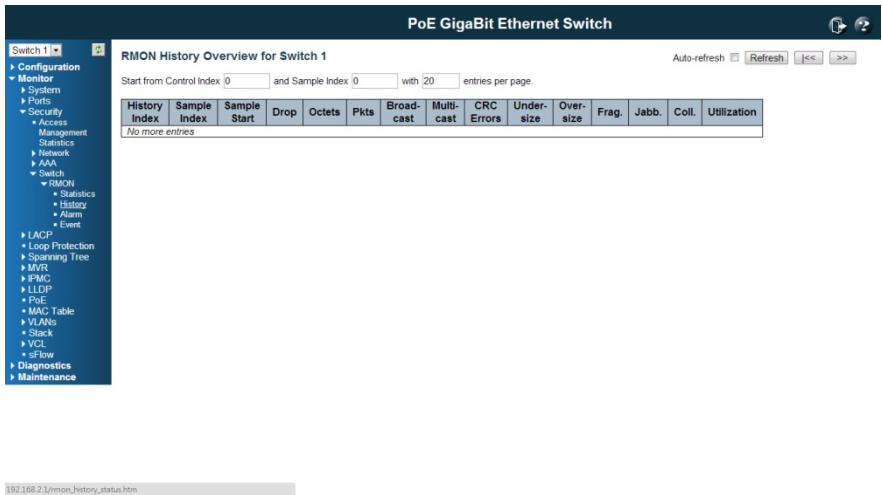 PoE GigaBit Ethernet Switch
Switch 1
Configuration
Monitor
System
Ports
Security
Access
Management
Statistics
Network
AAA
Switch
RMON
Statistics
History
Alarm
Event
LACP
Loop Protection
Spanning Tree
MVR
IPMC
LLDP
PoE
MAC Table
VLANs
Stack
VCL
sFlow
Diagnostics
Maintenance
RMON History Overview for Switch 1
Auto-refresh Refresh |<< >>
Start from Control Index 0 and Sample Index 0 with 20 entries per page.
History Index Sample Index Sample Start Drop Octets Pkts Broad-cast Multi-cast CRC Errors Under-size Over-size Frag. Jabb. Coll. Utilization
No more entries
192.168.2.1/rmon_history_status.htm